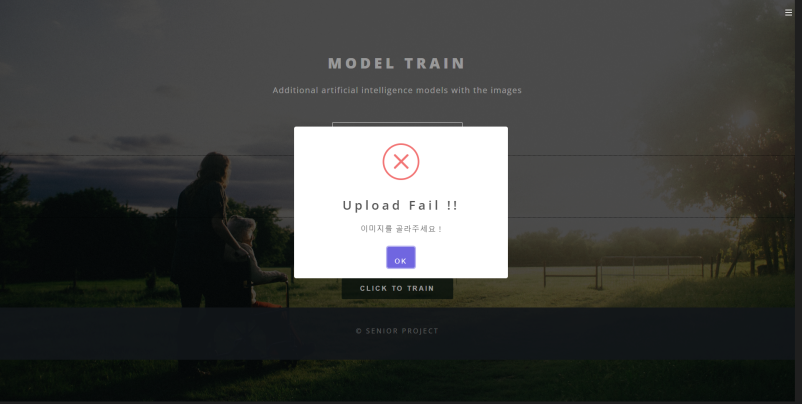 MODEL TRAIN
Additional artificial intelligence models with the images
Upload Fail !!
이미지를 골라주세요 !
OK
CLICK TO TRAIN
© SENIOR PROJECT